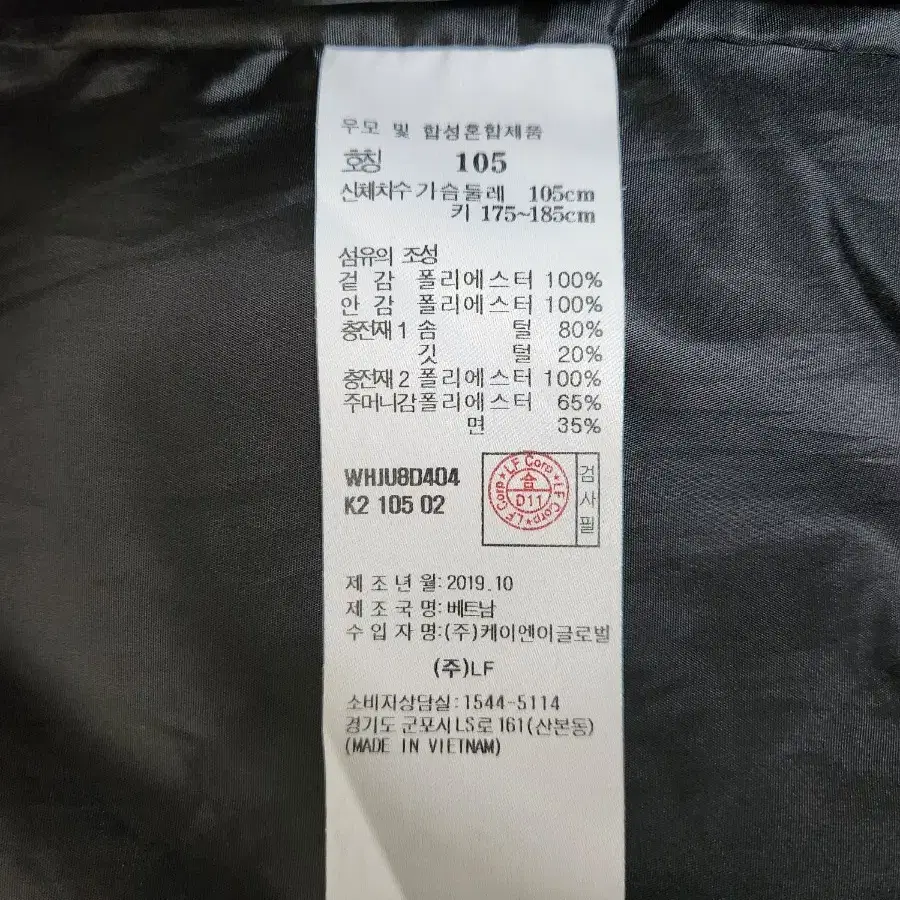 우모 및 합성혼합제품
호칭 105
신체치수 가슴둘레 105cm
키 175~185cm
섬유의 조성
겉 감 폴리에스터 100%
안 감 폴리에스터 100%
충전재 1 솜 털 80%
깃 털 20%
충전재 2 폴리에스터 100%
주머니감 폴리에스터 65%
면 35%
WHJU8D404
K2 105 02
LF Corp ★ LF Corp ★ LF Corp ★
합
D11
검사필
제 조 년 월: 2019.10
제 조 국 명: 베트남
수 입 자 명: (주)케이엔이글로벌
(주)LF
소비자상담실: 1544-5114
경기도 군포시 LS로 161(산본동)
(MADE IN VIETNAM)